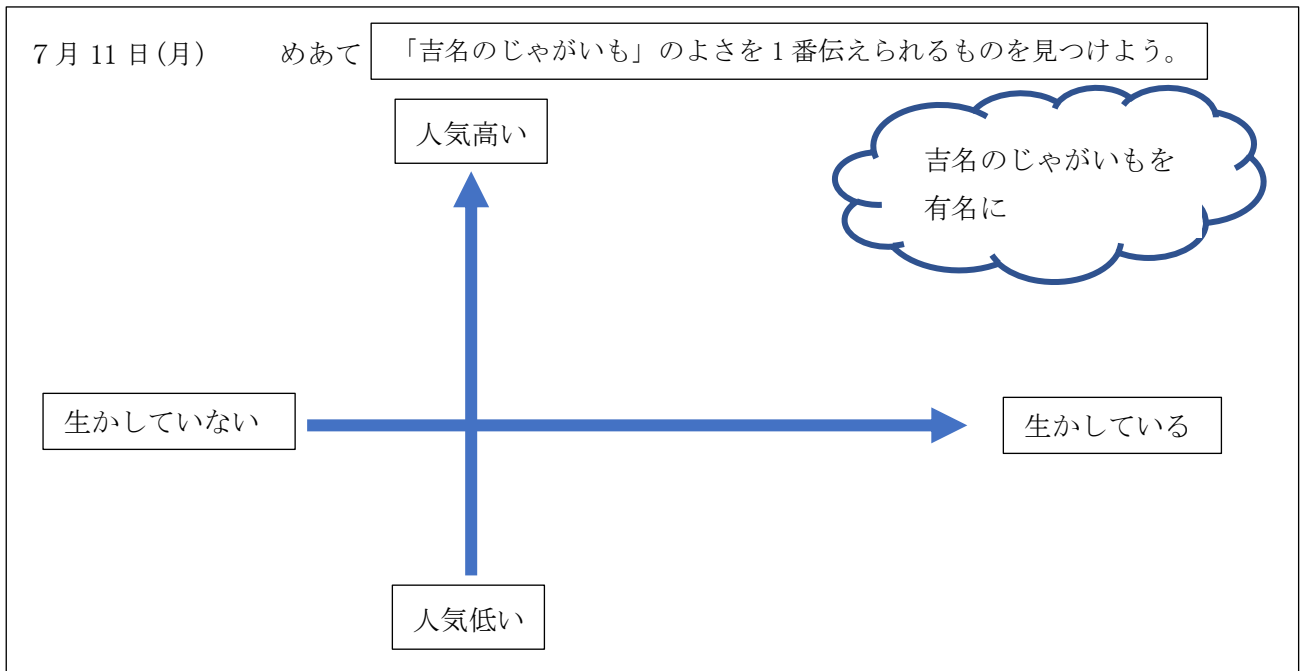 ７月 11 日(月)　めあて　「吉名のじゃがいも」のよさを１番伝えられるものを見つけよう。
人気高い
吉名のじゃがいもを
有名に
生かしていない
生かしている
人気低い